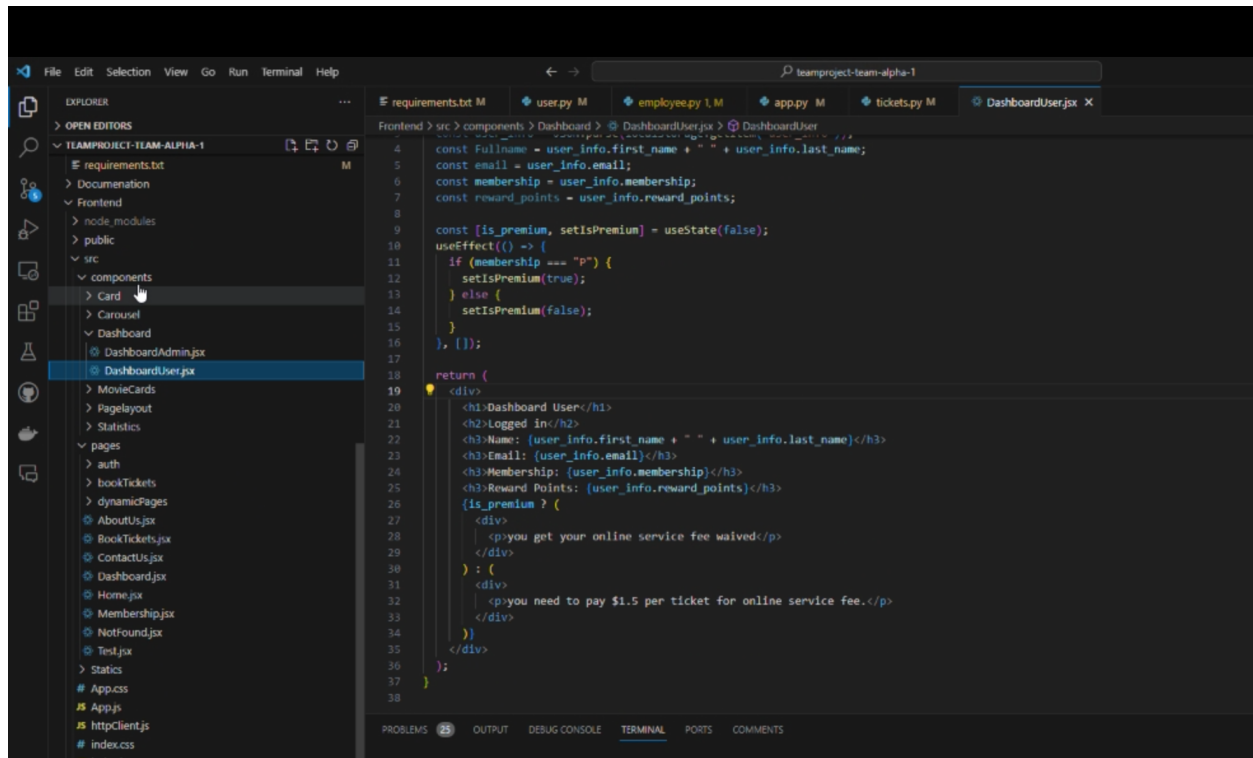 File Edit Selection View Go Run Terminal Help
teamproject-team-alpha-1
EXPLORER
OPEN EDITORS
TEAMPROJECT-TEAM-ALPHA-1
requirements.txt M
Documenation
Frontend
node_modules
public
src
components
Card
Carousel
Dashboard
DashboardAdmin.jsx
DashboardUser.jsx
MovieCards
Pagelayout
Statistics
pages
auth
bookTickets
dynamicPages
AboutUs.jsx
BookTickets.jsx
ContactUs.jsx
Dashboard.jsx
Home.jsx
Membership.jsx
NotFound.jsx
Test.jsx
Statics
# App.css
JS App.js
JS httpClient.js
# index.css
requirements.txt M user.py M employee.py 1, M app.py M tickets.py M DashboardUser.jsx
Frontend > src > components > Dashboard > DashboardUser.jsx > DashboardUser
4 const Fullname = user_info.first_name + " " + user_info.last_name;
5 const email = user_info.email;
6 const membership = user_info.membership;
7 const reward_points = user_info.reward_points;
8
9 const [is_premium, setIsPremium] = useState(false);
10 useEffect(() => {
11 if (membership === "P") {
12 setIsPremium(true);
13 } else {
14 setIsPremium(false);
15 }
16 }, []);
17
18 return (
19 <div>
20 <h1>Dashboard User</h1>
21 <h2>Logged in</h2>
22 <h3>Name: {user_info.first_name + " " + user_info.last_name}</h3>
23 <h3>Email: {user_info.email}</h3>
24 <h3>Membership: {user_info.membership}</h3>
25 <h3>Reward Points: {user_info.reward_points}</h3>
26 {is_premium ? (
27 <div>
28 <p>you get your online service fee waived</p>
29 </div>
30 ) : (
31 <div>
32 <p>you need to pay $1.5 per ticket for online service fee.</p>
33 </div>
34 )}
35 </div>
36 );
37 }
38
PROBLEMS 25 OUTPUT DEBUG CONSOLE TERMINAL PORTS COMMENTS